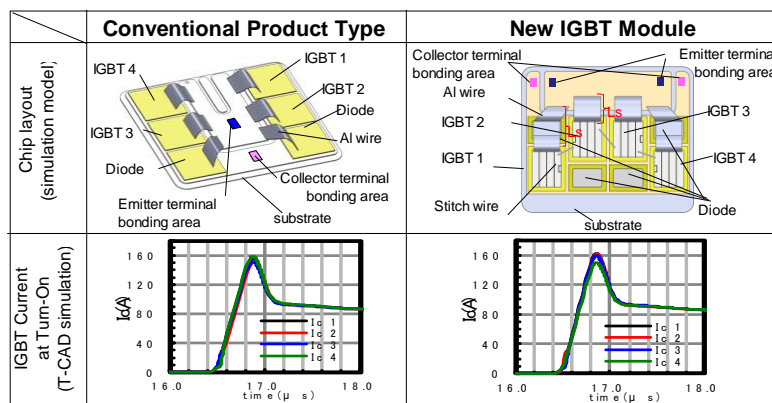 Conventional Product Type
New IGBT Module
Chip layout
(simulation model)
IGBT 4
IGBT 1
IGBT 2
Diode
Al wire
IGBT 3
Diode
Emitter terminal
bonding area
Collector terminal
bonding area
substrate
Collector terminal
bonding area
Emitter terminal
bonding area
Al wire
Ls
Ls
IGBT 2
IGBT 3
IGBT 1
IGBT 4
Stitch wire
Diode
substrate
IGBT Current
at Turn-On
(T-CAD simulation)
Ic(A)
160
120
80
40
0
Ic 1
Ic 2
Ic 3
Ic 4
16.0
17.0
18.0
time(μs)
Ic(A)
160
120
80
40
0
Ic 1
Ic 2
Ic 3
Ic 4
16.0
17.0
18.0
time(μs)